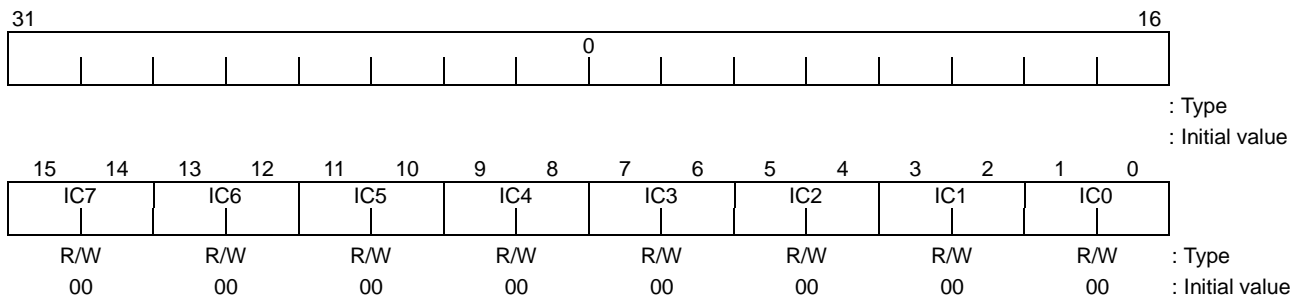 31 16
0
: Type
: Initial value
15 14 13 12 11 10 9 8 7 6 5 4 3 2 1 0
IC7 IC6 IC5 IC4 IC3 IC2 IC1 IC0
R/W R/W R/W R/W R/W R/W R/W R/W : Type
00 00 00 00 00 00 00 00 : Initial value